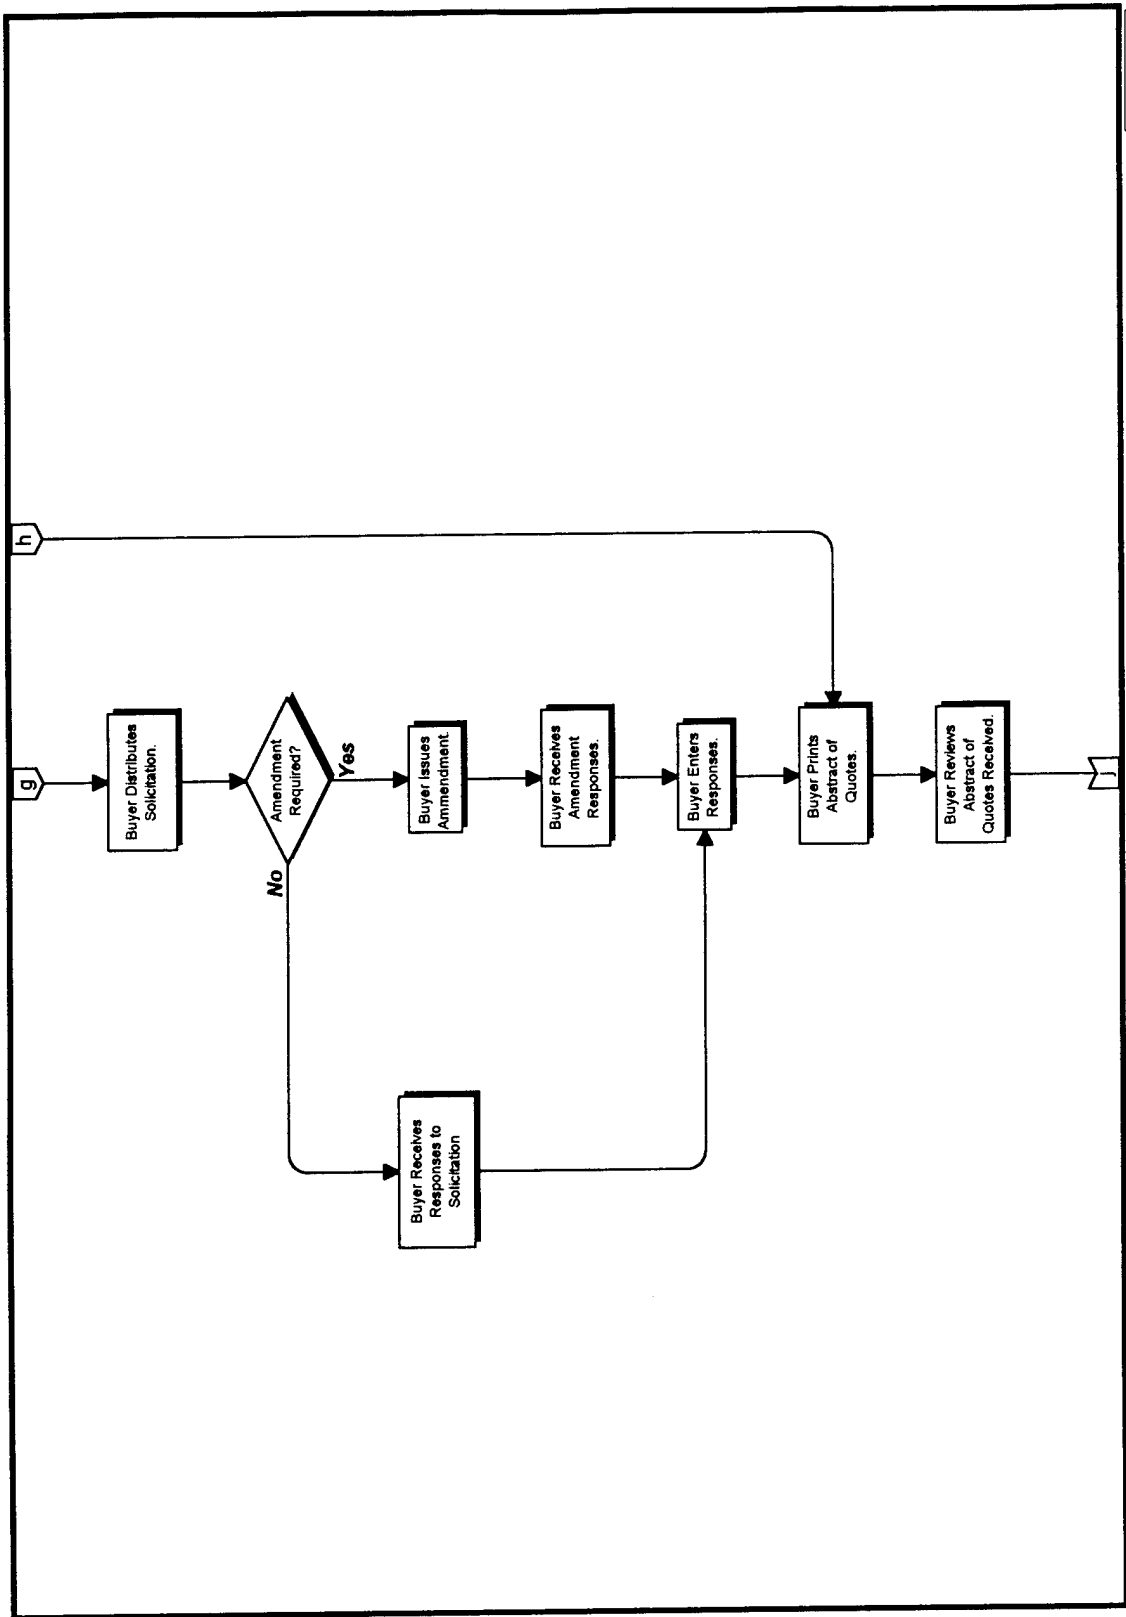 h
g
Buyer Distributes
Solicitation.
Amendment
Required?
No
Yes
Buyer Issues
Ammendment.
Buyer Receives
Responses to
Solicitation
Buyer Receives
Amendment
Responses.
Buyer Enters
Responses.
Buyer Prints
Abstract of
Quotes.
Buyer Reviews
Abstract of
Quotes Received.
j